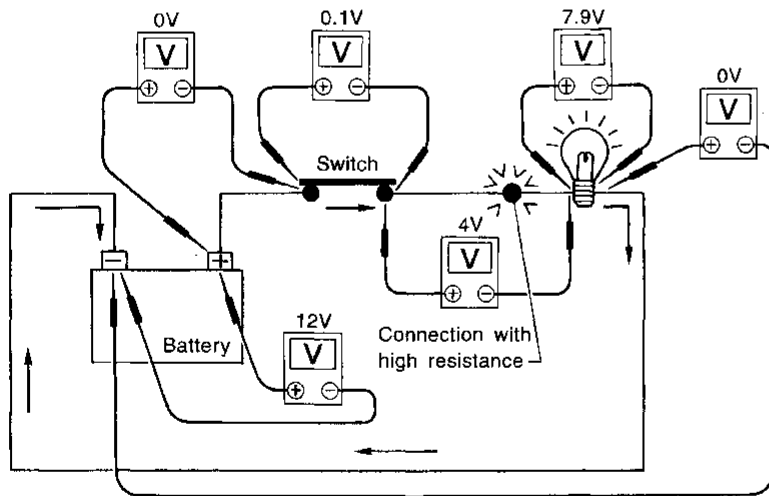 0V
0.1V
7.9V
0V
V
V
V
V
+ −
+ −
+ −
+ −
Switch
4V
V
+ −
− +
Battery
12V
V
+ −
Connection with
high resistance